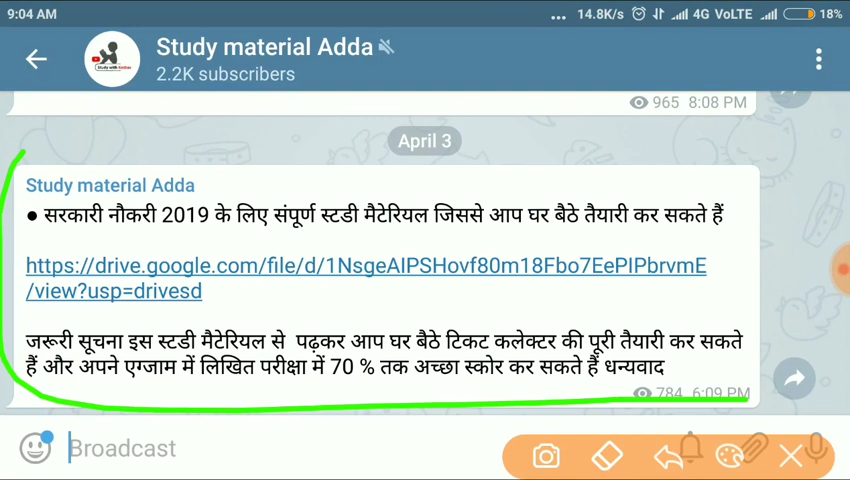 9:04 AM ... 14.8K/s 4G VoLTE 18%
Study material Adda
2.2K subscribers
965 8:08 PM
April 3
Study material Adda
● सरकारी नौकरी 2019 के लिए संपूर्ण स्टडी मैटेरियल जिससे आप घर बैठे तैयारी कर सकते हैं
https://drive.google.com/file/d/1NsgeAIPSHovf80m18Fbo7EePIPbrvmE
/view?usp=drivesd
जरूरी सूचना इस स्टडी मैटेरियल से पढ़कर आप घर बैठे टिकट कलेक्टर की पूरी तैयारी कर सकते
हैं और अपने एग्जाम में लिखित परीक्षा में 70 % तक अच्छा स्कोर कर सकते हैं धन्यवाद
784 6:09 PM
Broadcast